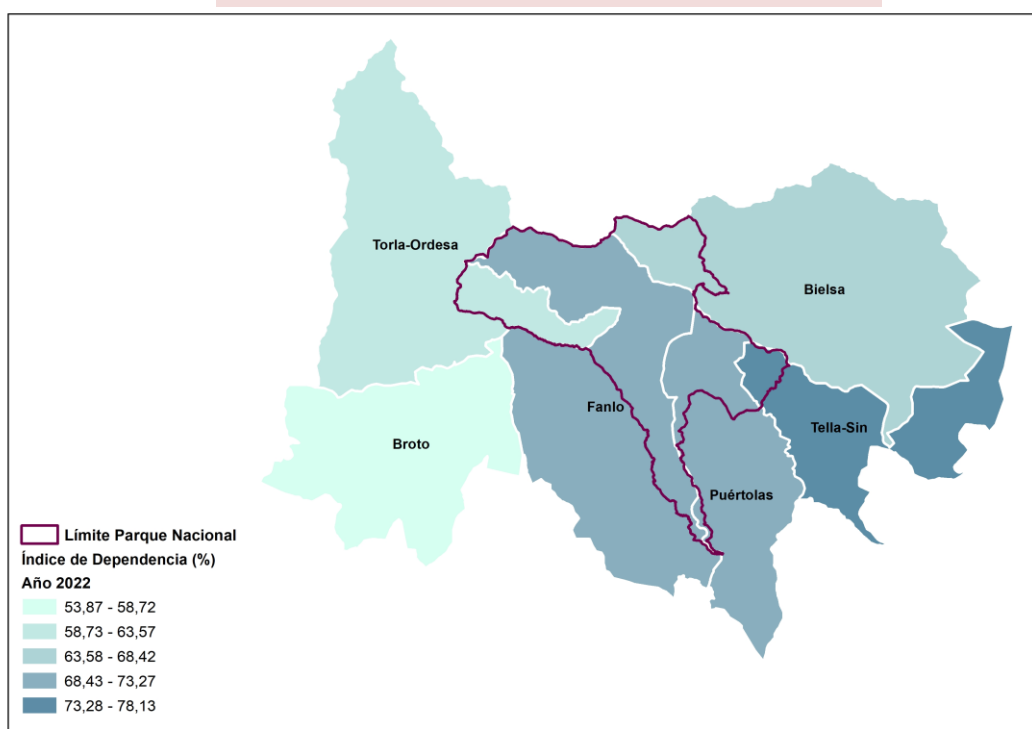 Torla-Ordesa
Bielsa
Fanlo
Tella-Sin
Broto
Puértolas
Límite Parque Nacional
Índice de Dependencia (%)
Año 2022
53,87 - 58,72
58,73 - 63,57
63,58 - 68,42
68,43 - 73,27
73,28 - 78,13